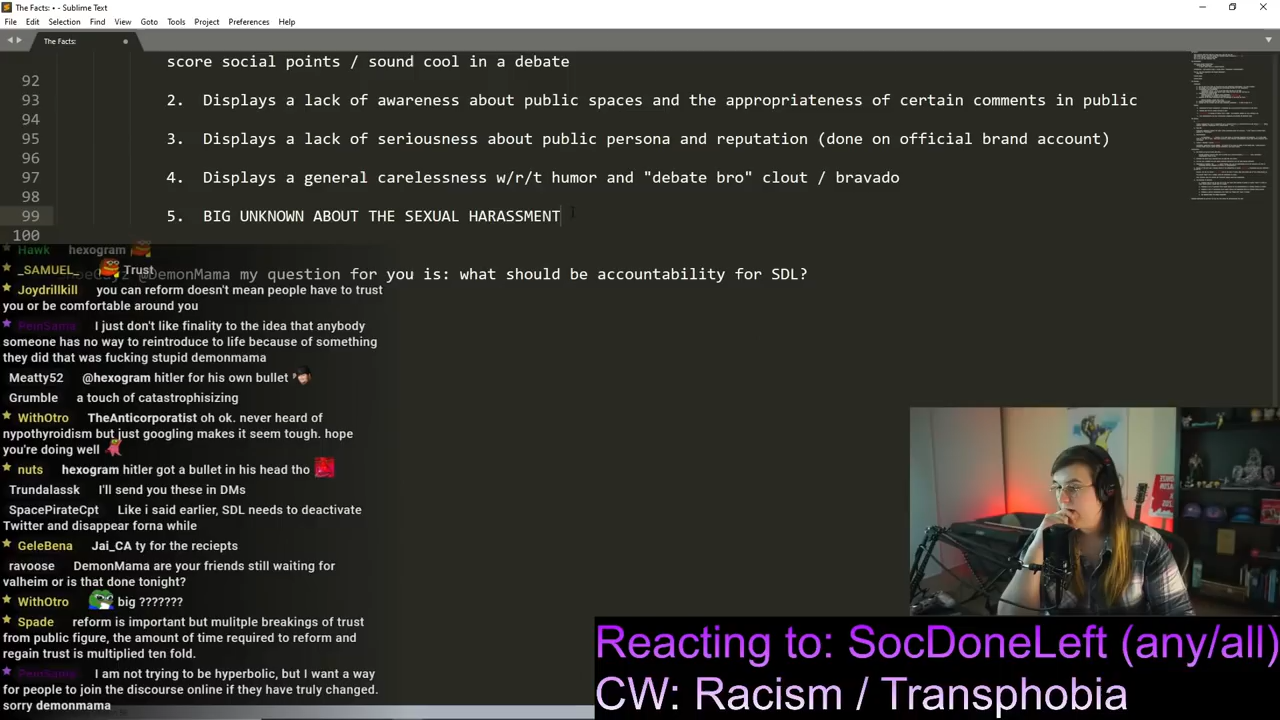 The Facts: • - Sublime Text
File Edit Selection Find View Goto Tools Project Preferences Help
The Facts:
score social points / sound cool in a debate
92
93 2. Displays a lack of awareness about public spaces and the appropriateness of certain comments in public
94
95 3. Displays a lack of seriousness aout public persona and reputation (done on official brand account)
96
97 4. Displays a general carelessness w/r/t humor and "debate bro" clout / bravado
98
99 5. BIG UNKNOWN ABOUT THE SEXUAL HARASSMENT
100
@DemonMama my question for you is: what should be accountability for SDL?
Hawk hexogram
_SAMUEL_ Trust
Joydrillkill you can reform doesn't mean people have to trust
you or be comfortable around you
PeinSama I just don't like finality to the idea that anybody
someone has no way to reintroduce to life because of something
they did that was fucking stupid demonmama
Meatty52 @hexogram hitler for his own bullet
Grumble a touch of catastrophisizing
WithOtro TheAnticorporatist oh ok. never heard of
nypothyroidism but just googling makes it seem tough. hope
you're doing well
nuts hexogram hitler got a bullet in his head tho
Trundalassk I'll send you these in DMs
SpacePirateCpt Like i said earlier, SDL needs to deactivate
Twitter and disappear forna while
GeleBena Jai_CA ty for the reciepts
ravoose DemonMama are your friends still waiting for
valheim or is that done tonight?
WithOtro big ???????
Spade reform is important but mulitple breakings of trust
from public figure, the amount of time required to reform and
regain trust is multiplied ten fold.
PeinSama I am not trying to be hyperbolic, but I want a way
for people to join the discourse online if they have truly changed.
sorry demonmama
Reacting to: SocDoneLeft (any/all)
CW: Racism / Transphobia